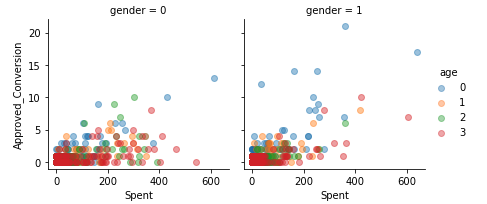 gender = 0
gender = 1
Approved_Conversion
20
15
10
5
0
0
200
400
600
Spent
0
200
400
600
Spent
age
0
1
2
3